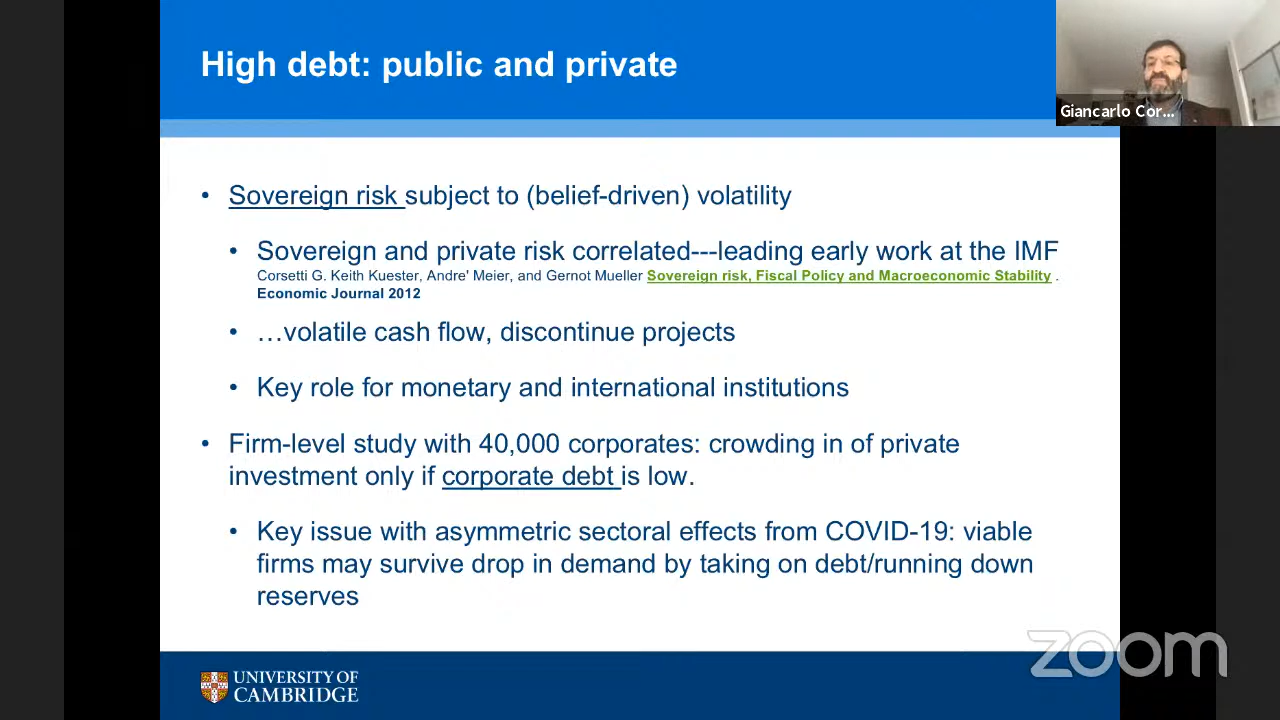 High debt: public and private
Giancarlo Cor...
• Sovereign risk subject to (belief-driven) volatility
• Sovereign and private risk correlated---leading early work at the IMF
Corsetti G. Keith Kuester, Andre' Meier, and Gernot Mueller Sovereign risk, Fiscal Policy and Macroeconomic Stability .
Economic Journal 2012
• …volatile cash flow, discontinue projects
• Key role for monetary and international institutions
• Firm-level study with 40,000 corporates: crowding in of private
investment only if corporate debt is low.
• Key issue with asymmetric sectoral effects from COVID-19: viable
firms may survive drop in demand by taking on debt/running down
reserves
zoom
UNIVERSITY OF
CAMBRIDGE